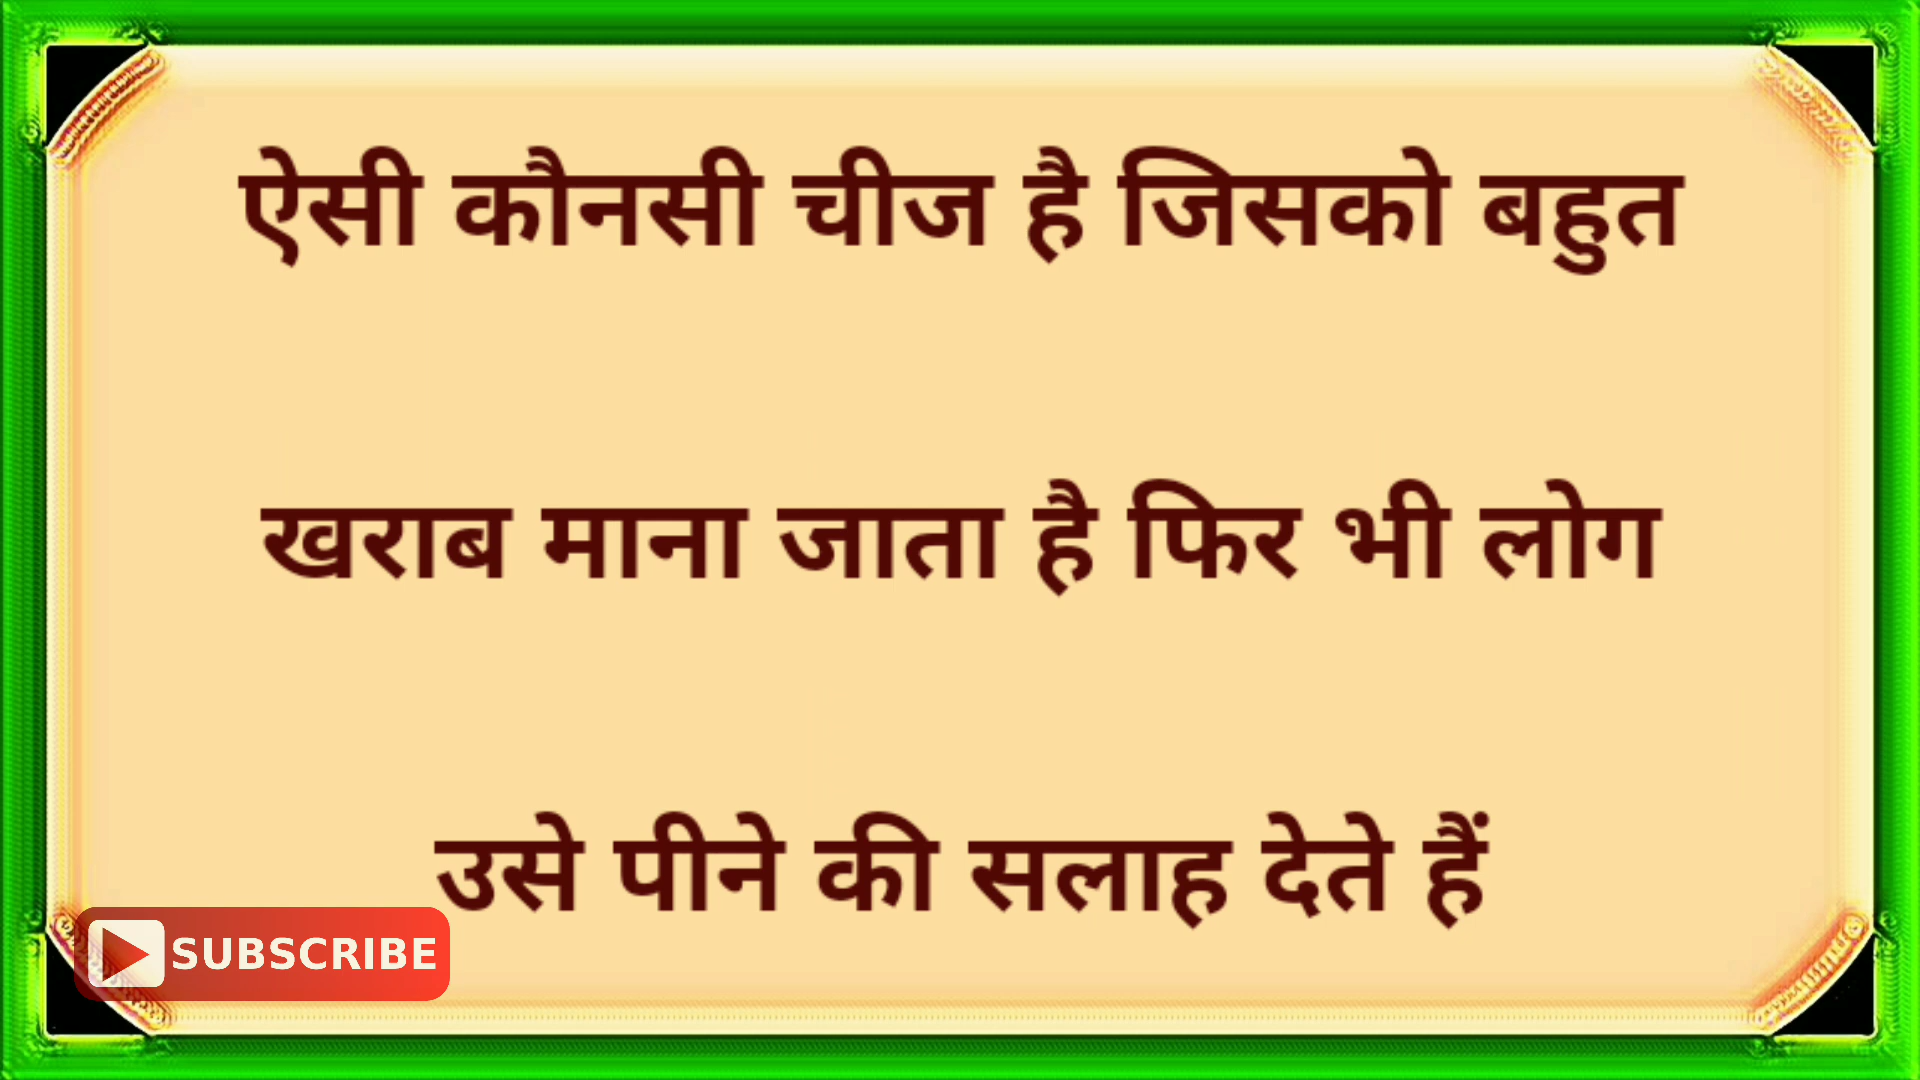 ऐसी कौनसी चीज है जिसको बहुत
खराब माना जाता है फिर भी लोग
उसे पीने की सलाह देते हैं
SUBSCRIBE